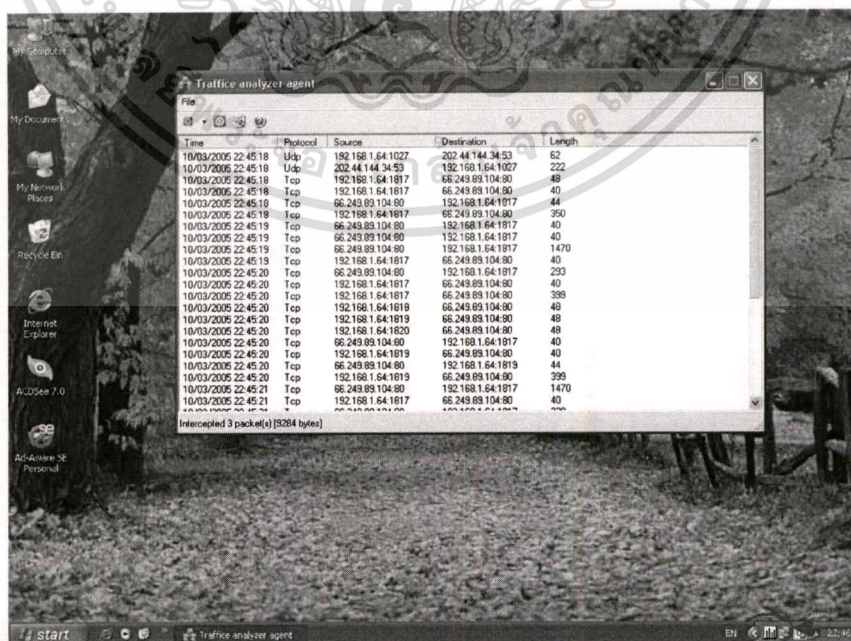 My Computer
My Documents
My Network
Places
Recycle Bin
Internet
Explorer
ACDSee 7.0
Ad-Aware SE
Personal
Traffice analyzer agent
File
Time Protocol Source Destination Length
10/03/2005 22:45:18 Udp 192.168.1.64:1027 202.44.144.34:53 62
10/03/2005 22:45:18 Udp 202.44.144.34:53 192.168.1.64:1027 222
10/03/2005 22:45:18 Tcp 192.168.1.64:1817 66.249.89.104:80 48
10/03/2005 22:45:18 Tcp 192.168.1.64:1817 66.249.89.104:80 40
10/03/2005 22:45:18 Tcp 66.249.89.104:80 192.168.1.64:1817 44
10/03/2005 22:45:19 Tcp 192.168.1.64:1817 66.249.89.104:80 350
10/03/2005 22:45:19 Tcp 66.249.89.104:80 192.168.1.64:1817 40
10/03/2005 22:45:19 Tcp 66.249.89.104:80 192.168.1.64:1817 40
10/03/2005 22:45:19 Tcp 66.249.89.104:80 192.168.1.64:1817 1470
10/03/2005 22:45:19 Tcp 192.168.1.64:1817 66.249.89.104:80 40
10/03/2005 22:45:20 Tcp 66.249.89.104:80 192.168.1.64:1817 293
10/03/2005 22:45:20 Tcp 192.168.1.64:1817 66.249.89.104:80 40
10/03/2005 22:45:20 Tcp 192.168.1.64:1817 66.249.89.104:80 399
10/03/2005 22:45:20 Tcp 192.168.1.64:1818 66.249.89.104:80 48
10/03/2005 22:45:20 Tcp 192.168.1.64:1819 66.249.89.104:80 48
10/03/2005 22:45:20 Tcp 192.168.1.64:1820 66.249.89.104:80 48
10/03/2005 22:45:20 Tcp 66.249.89.104:80 192.168.1.64:1817 40
10/03/2005 22:45:20 Tcp 192.168.1.64:1819 66.249.89.104:80 40
10/03/2005 22:45:20 Tcp 66.249.89.104:80 192.168.1.64:1819 44
10/03/2005 22:45:20 Tcp 192.168.1.64:1819 66.249.89.104:80 399
10/03/2005 22:45:21 Tcp 66.249.89.104:80 192.168.1.64:1817 1470
10/03/2005 22:45:21 Tcp 192.168.1.64:1817 66.249.89.104:80 40
Intercepted 3 packet(s) [9284 bytes]
start Traffice analyzer agent EN 22:46